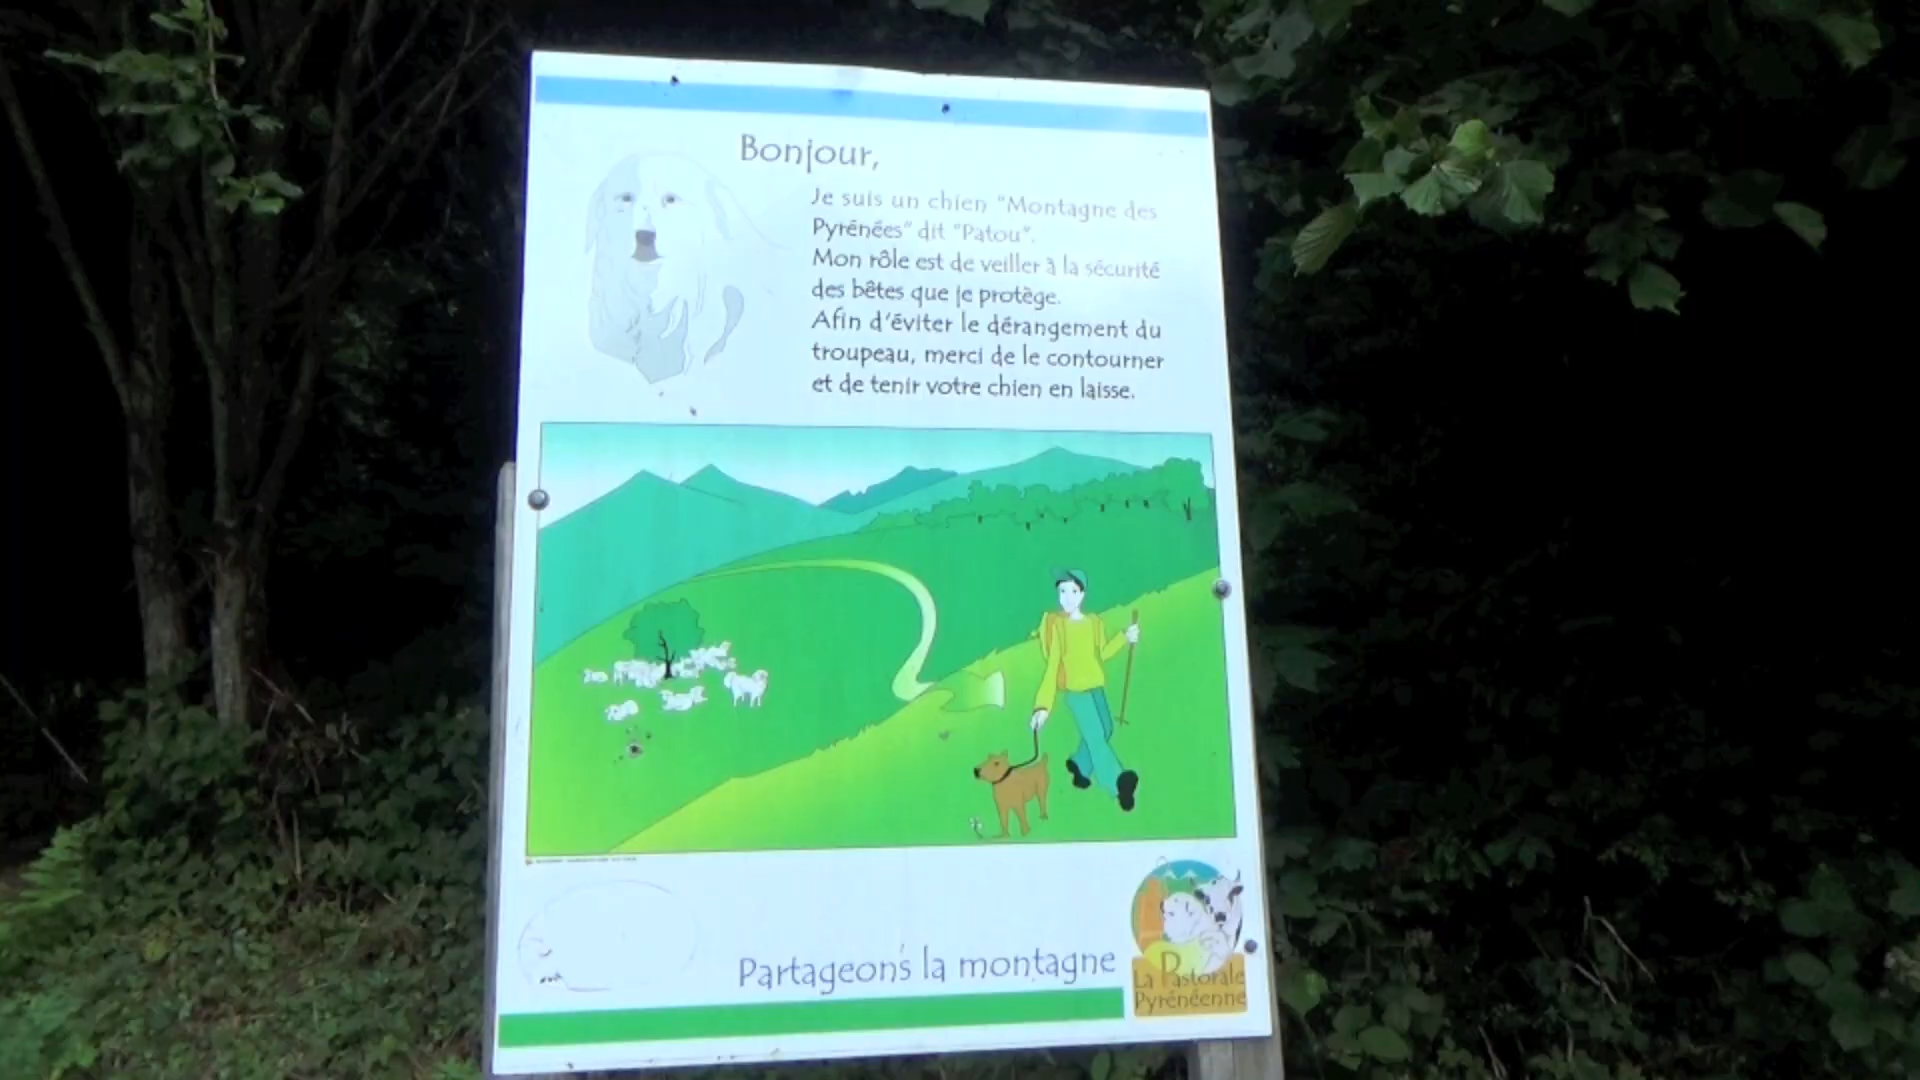 Bonjour,
Je suis un chien "Montagne des
Pyrénées" dit "Patou".
Mon rôle est de veiller à la sécurité
des bêtes que je protège.
Afin d'éviter le dérangement du
troupeau, merci de le contourner
et de tenir votre chien en laisse.
Partageons la montagne
La Pastorale
Pyrénéenne